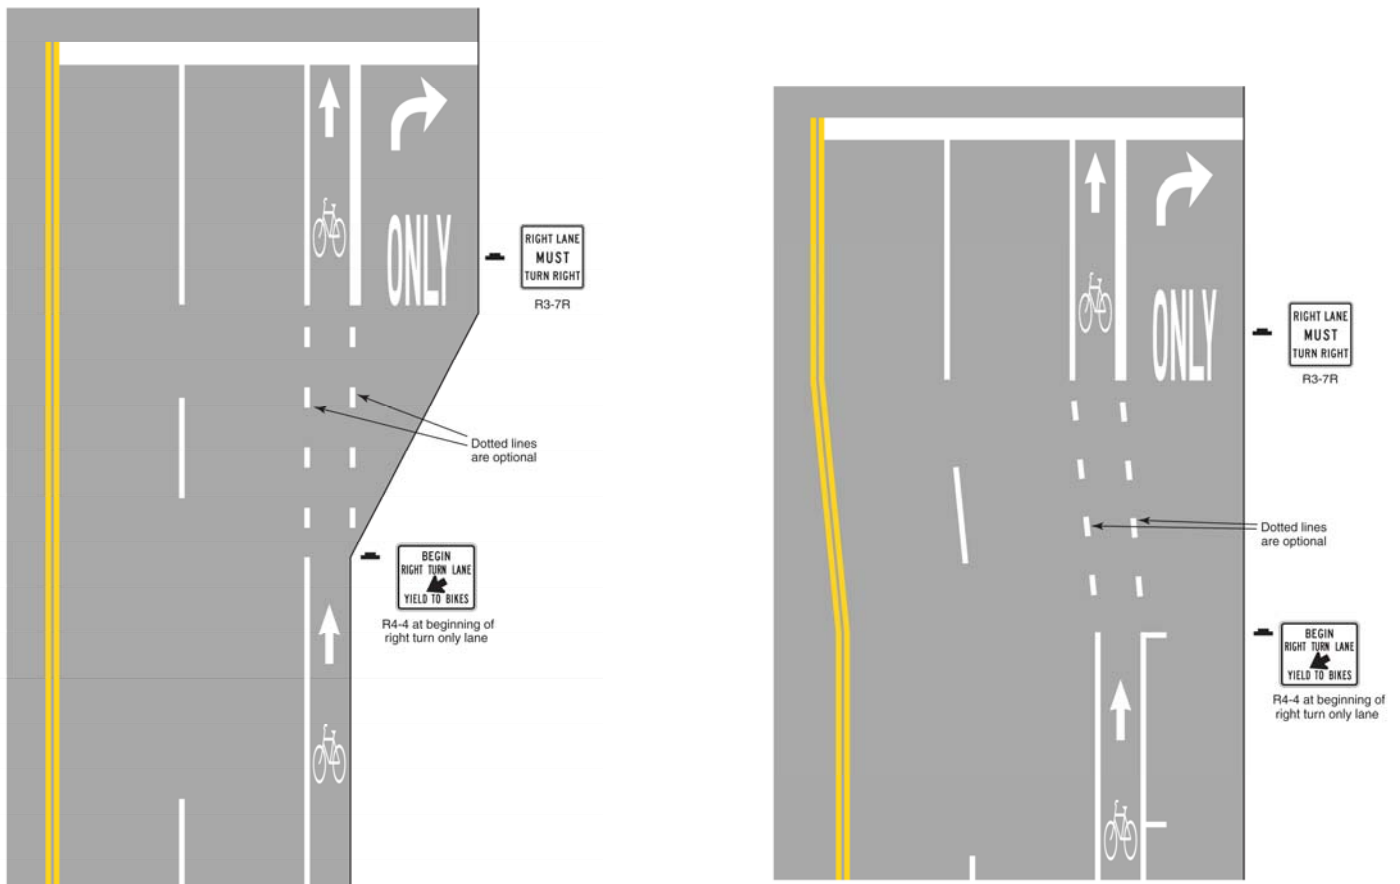 ONLY
RIGHT LANE
MUST
TURN RIGHT
R3-7R
Dotted lines
are optional
BEGIN
RIGHT TURN LANE
YIELD TO BIKES
R4-4 at beginning of
right turn only lane
ONLY
RIGHT LANE
MUST
TURN RIGHT
R3-7R
Dotted lines
are optional
BEGIN
RIGHT TURN LANE
YIELD TO BIKES
R4-4 at beginning of
right turn only lane